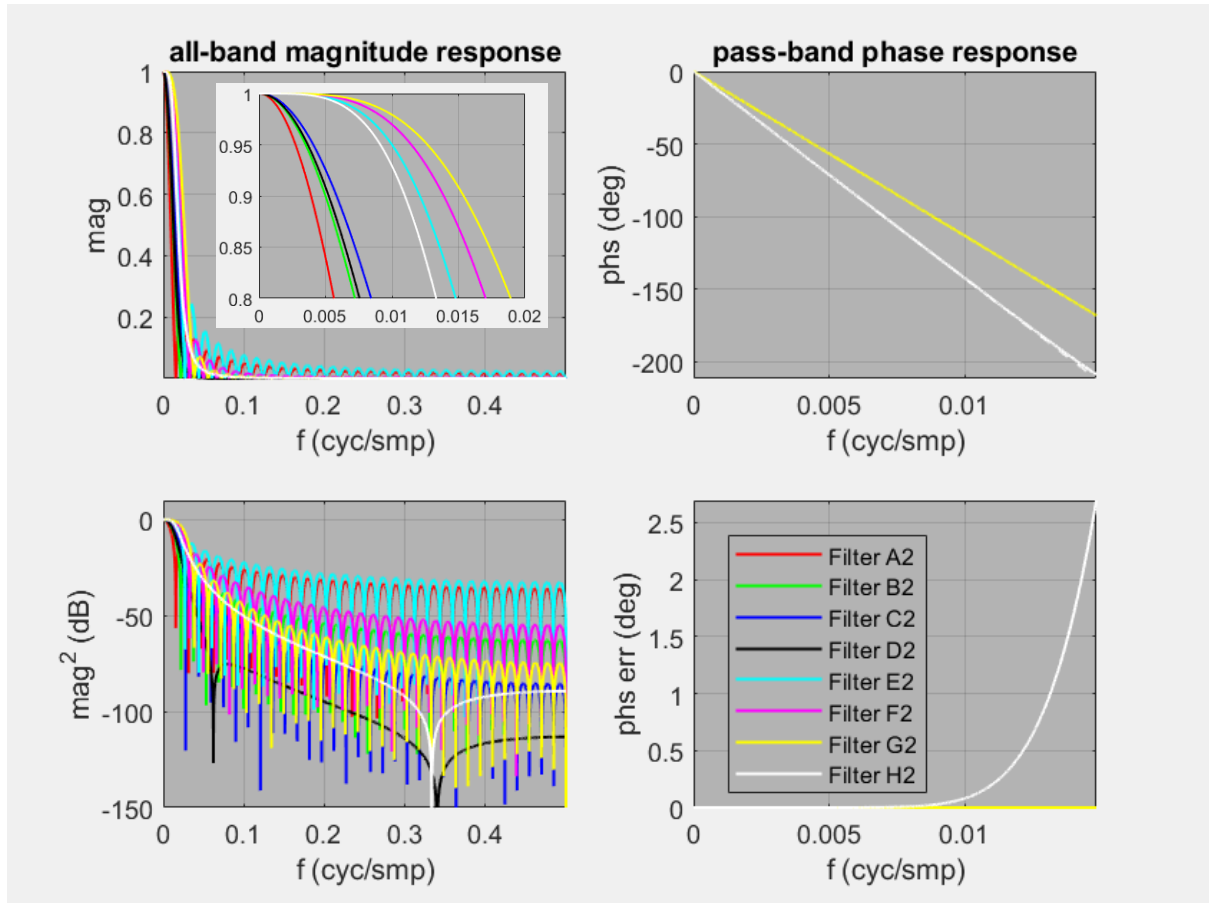 all-band magnitude response
1
0.8
0.6
0.4
0.2
mag
1
0.95
0.9
0.85
0.8
0
0.005
0.01
0.015
0.02
0
0.1
0.2
0.3
0.4
f (cyc/smp)
pass-band phase response
0
-50
-100
-150
-200
phs (deg)
0
0.005
0.01
f (cyc/smp)
0
-50
-100
-150
mag2 (dB)
0
0.1
0.2
0.3
0.4
f (cyc/smp)
2.5
2
1.5
1
0.5
0
phs err (deg)
Filter A2
Filter B2
Filter C2
Filter D2
Filter E2
Filter F2
Filter G2
Filter H2
0
0.005
0.01
f (cyc/smp)